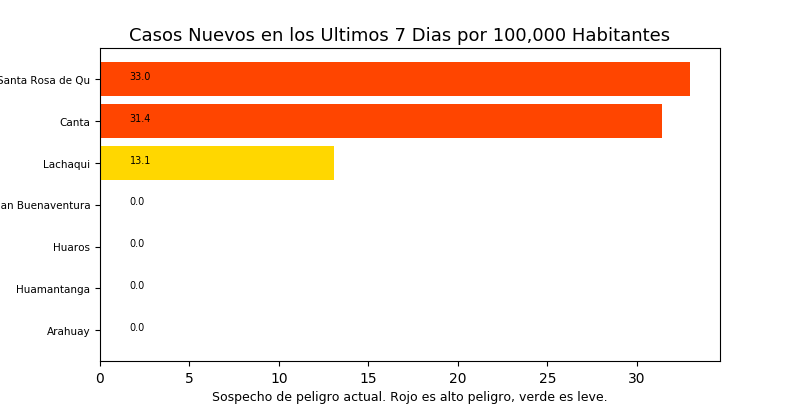 Casos Nuevos en los Ultimos 7 Dias por 100,000 Habitantes
Santa Rosa de Qu 33.0
Canta 31.4
Lachaqui 13.1
an Buenaventura 0.0
Huaros 0.0
Huamantanga 0.0
Arahuay 0.0
0 5 10 15 20 25 30
Sospecho de peligro actual. Rojo es alto peligro, verde es leve.